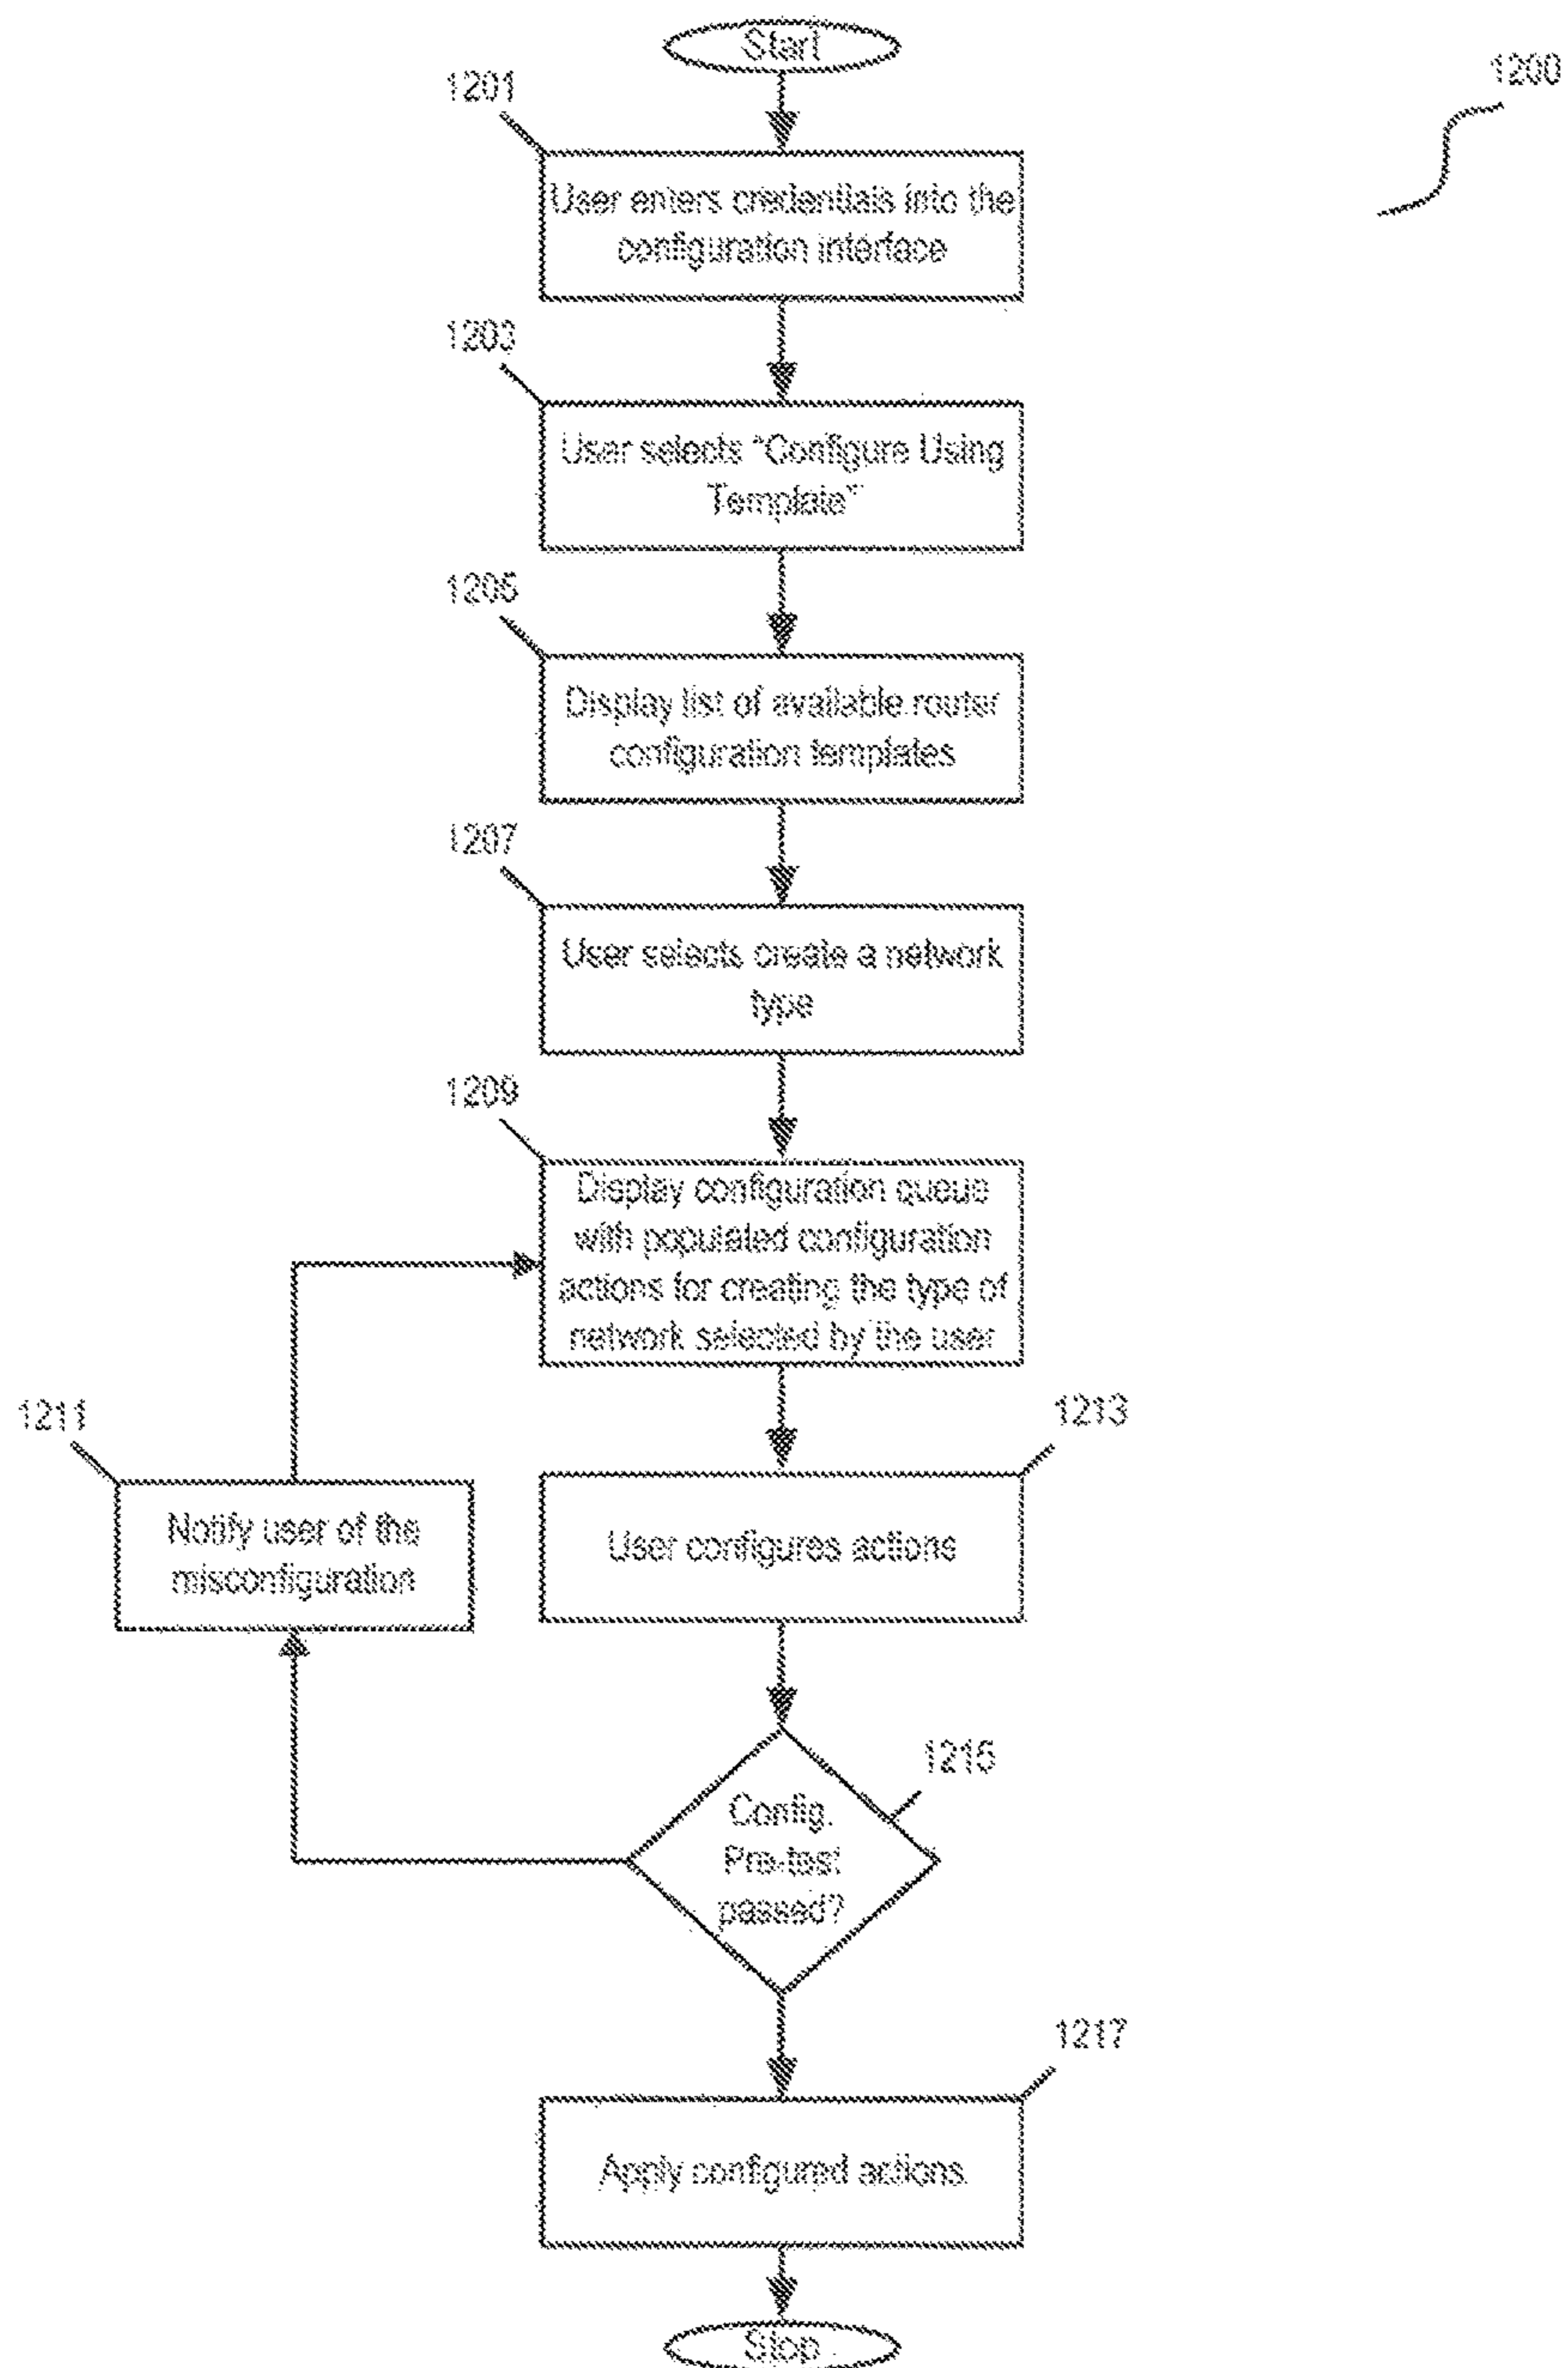 Start
1200
1201
User enters credentials into the
configuration interface
1203
User selects "Configure Using
Template"
1205
Display list of available router
configuration templates
1207
User selects create a network
type
1209
Display configuration queue
with populated configuration
actions for creating the type of
network selected by the user
1211
Notify user of the
misconfiguration
1213
User configures actions
1215
Config.
Pre-test
passed?
1217
Apply configured actions
Stop